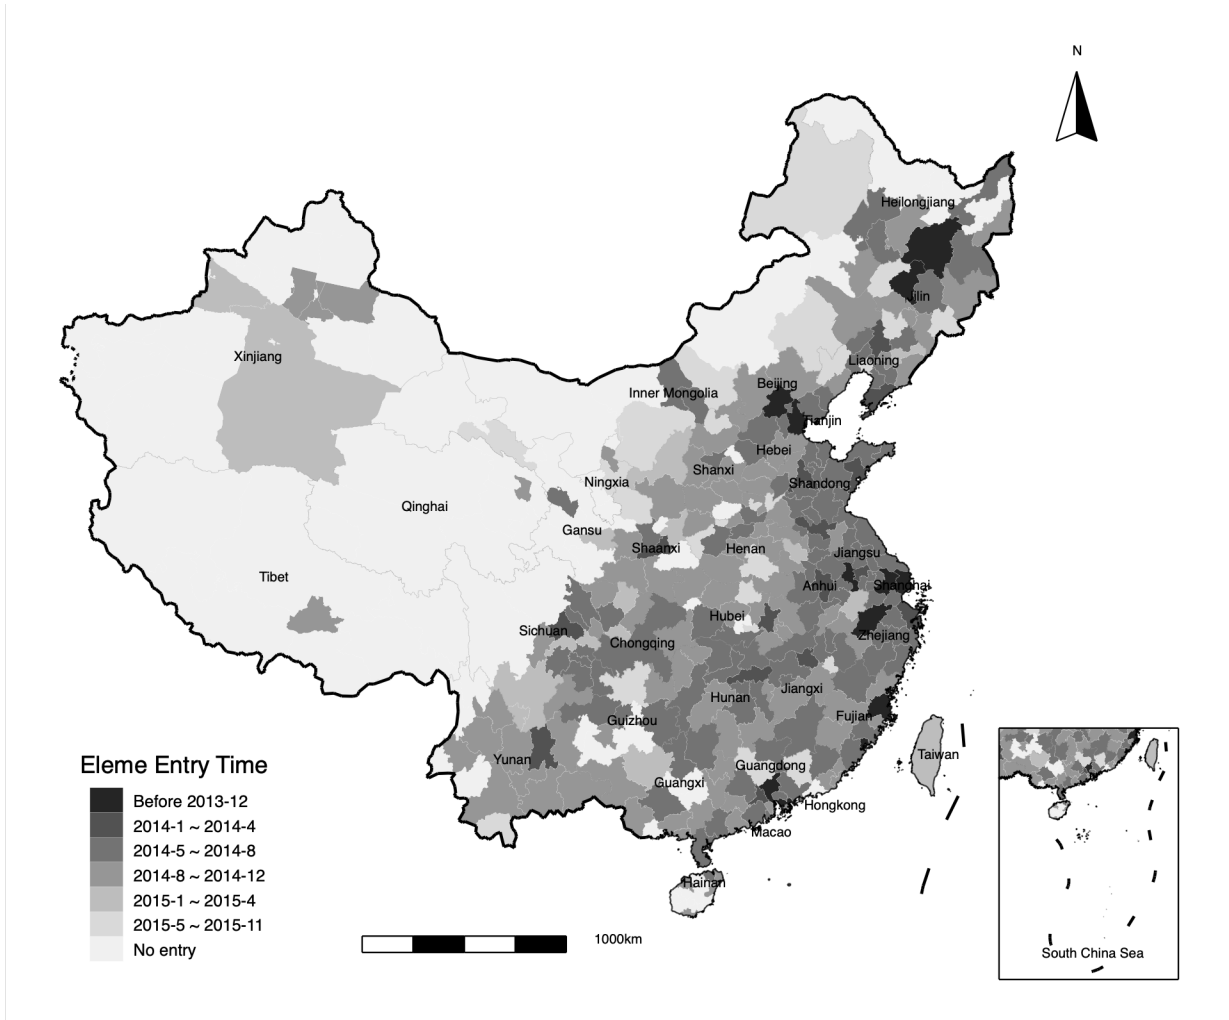 N
Heilongjiang
Jilin
Xinjiang
Liaoning
Beijing
Inner Mongolia
Tianjin
Hebei
Shanxi
Ningxia
Shandong
Qinghai
Gansu
Shaanxi
Henan
Jiangsu
Tibet
Anhui
Shanghai
Hubei
Sichuan
Chongqing
Zhejiang
Hunan
Jiangxi
Guizhou
Fujian
Yunan
Taiwan
Guangdong
Guangxi
Hongkong
Macao
Hainan
Eleme Entry Time
Before 2013-12
2014-1 ~ 2014-4
2014-5 ~ 2014-8
2014-8 ~ 2014-12
2015-1 ~ 2015-4
2015-5 ~ 2015-11
No entry
1000km
South China Sea